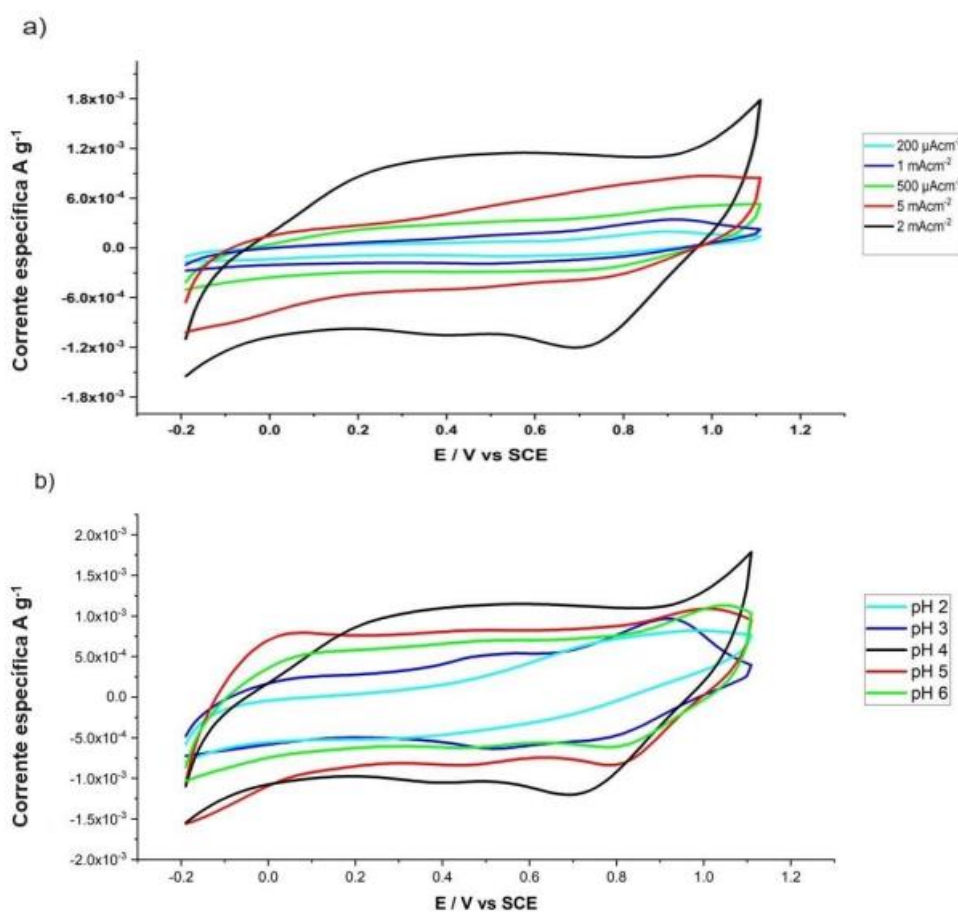 a)
Corrente específica A g⁻¹
1.8x10⁻³
1.2x10⁻³
6.0x10⁻⁴
0.0
-6.0x10⁻⁴
-1.2x10⁻³
-1.8x10⁻³
-0.2 0.0 0.2 0.4 0.6 0.8 1.0 1.2
E / V vs SCE
200 µAcm⁻
1 mAcm⁻²
500 µAcm⁻
5 mAcm⁻²
2 mAcm⁻²
b)
Corrente específica A g⁻¹
2.0x10⁻³
1.5x10⁻³
1.0x10⁻³
5.0x10⁻⁴
0.0
-5.0x10⁻⁴
-1.0x10⁻³
-1.5x10⁻³
-2.0x10⁻³
-0.2 0.0 0.2 0.4 0.6 0.8 1.0 1.2
E / V vs SCE
pH 2
pH 3
pH 4
pH 5
pH 6